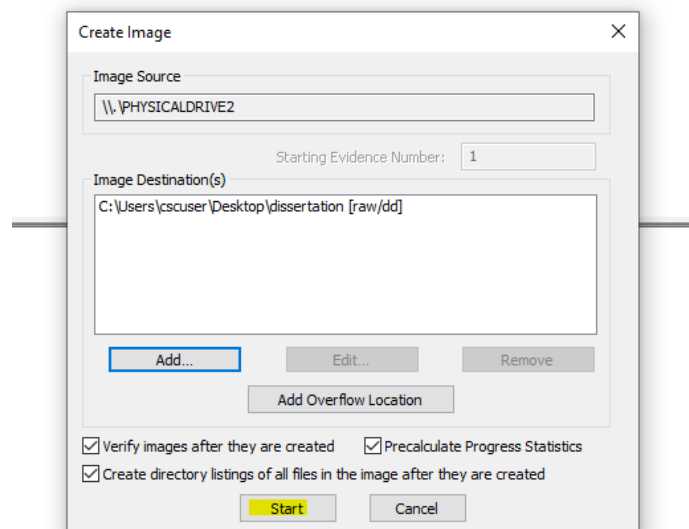 Create Image
Image Source
\\.\PHYSICALDRIVE2
Starting Evidence Number: 1
Image Destination(s)
C:\Users\cscuser\Desktop\dissertation [raw/dd]
Add... Edit... Remove
Add Overflow Location
Verify images after they are created Precalculate Progress Statistics
Create directory listings of all files in the image after they are created
Start Cancel